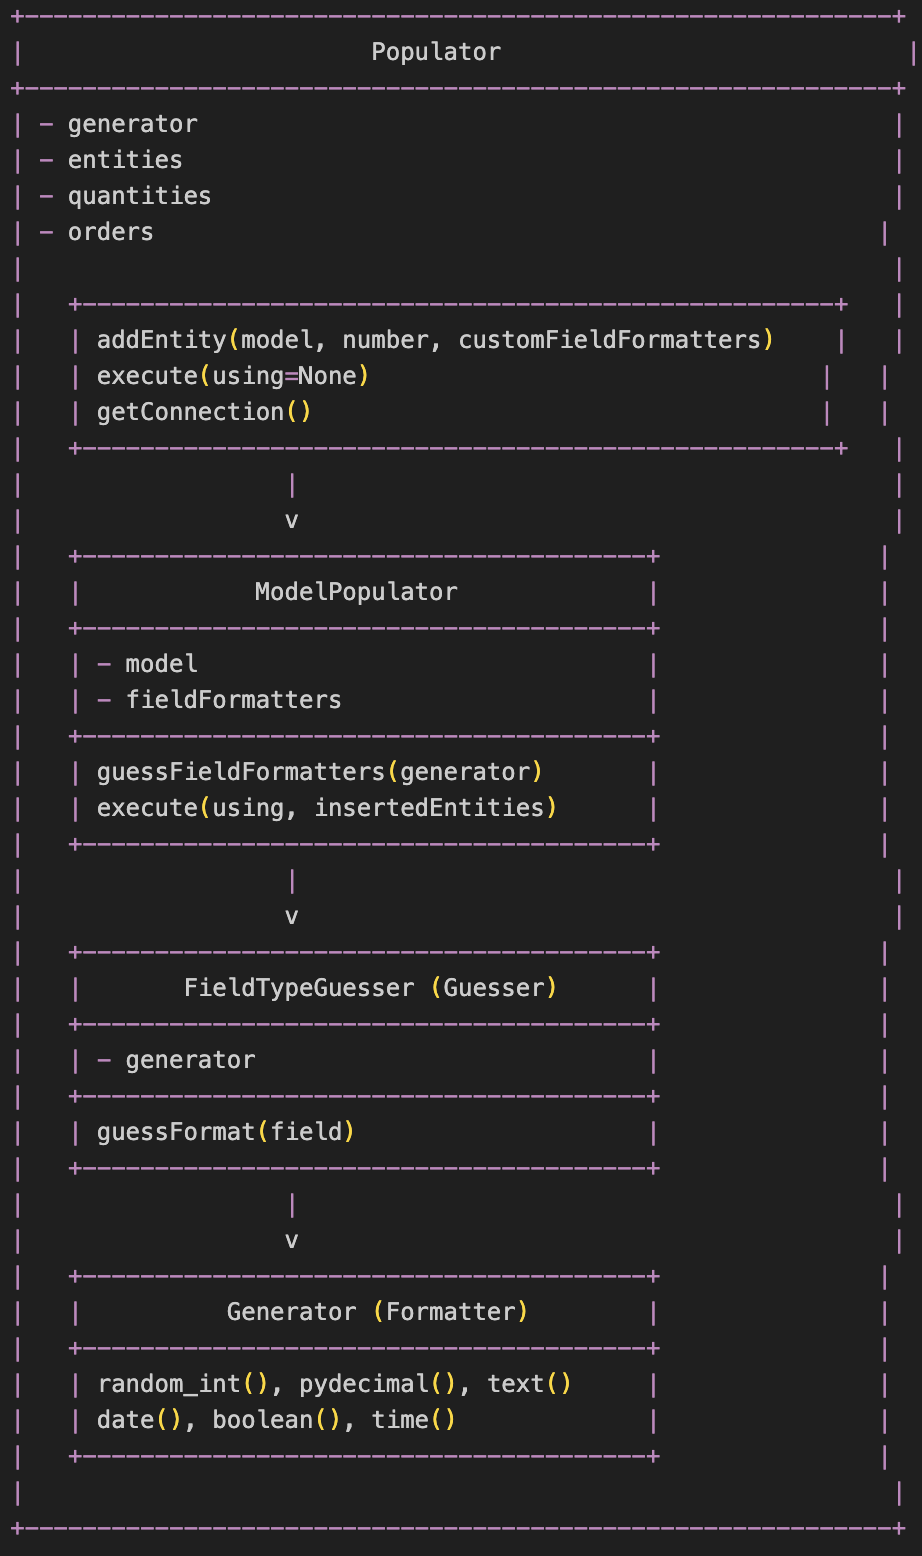 Populator
- generator
- entities
- quantities
- orders
addEntity(model, number, customFieldFormatters)
execute(using=None)
getConnection()
v
ModelPopulator
- model
- fieldFormatters
guessFieldFormatters(generator)
execute(using, insertedEntities)
v
FieldTypeGuesser (Guesser)
- generator
guessFormat(field)
v
Generator (Formatter)
random_int(), pydecimal(), text()
date(), boolean(), time()